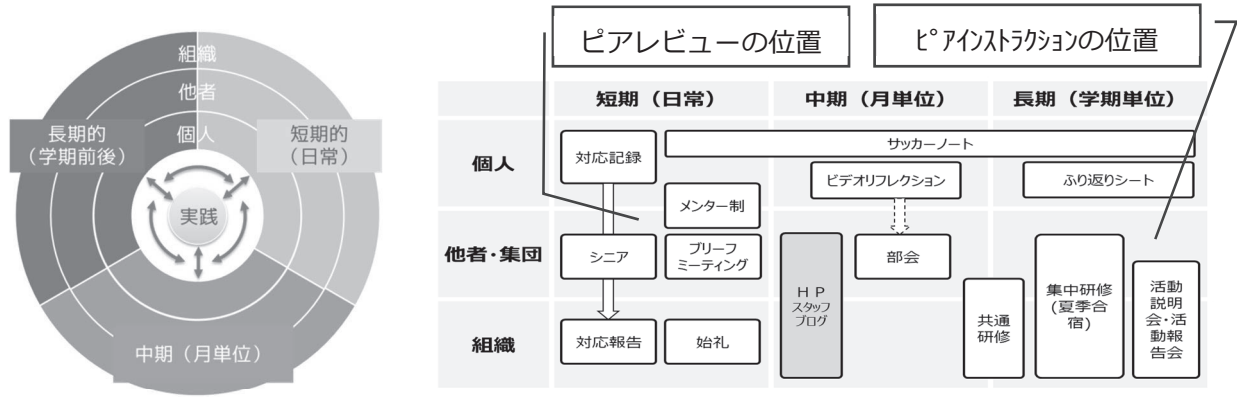 組織
他者
個人
長期的
（学期前後）
短期的
（日常）
実践
中期（月単位）
ピアレビューの位置
ﾋﾟｱｲﾝｽﾄﾗｸｼｮﾝの位置
短期（日常）
中期（月単位）
長期（学期単位）
個人
対応記録
サッカーノート
ビデオリフレクション
ふり返りシート
メンター制
他者･集団
シニア
ブリーフ
ミーティング
部会
ＨＰ
スタッフ
ブログ
共通
研修
集中研修
(夏季合
宿)
活動
説明
会･活
動報
告会
組織
対応報告
始礼